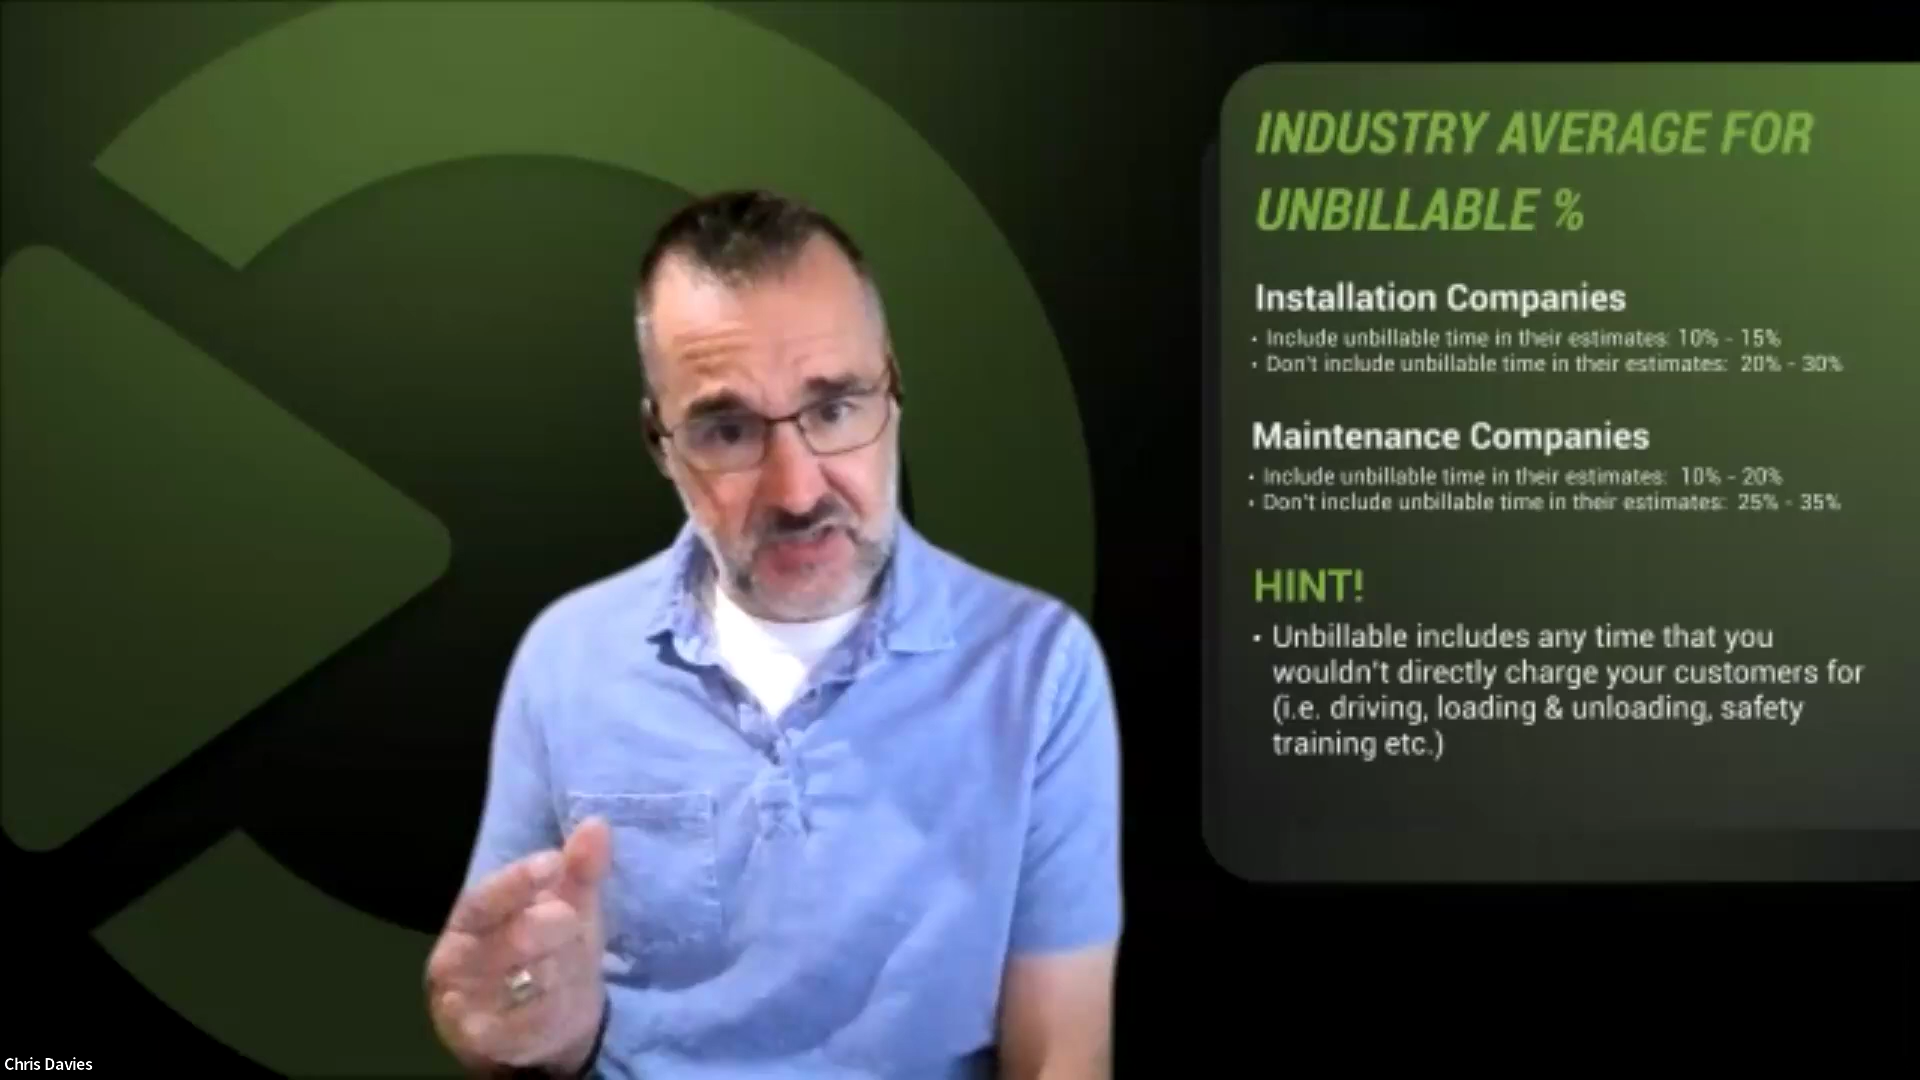 INDUSTRY AVERAGE FOR
UNBILLABLE %
Installation Companies
• Include unbillable time in their estimates: 10% - 15%
• Don't include unbillable time in their estimates: 20% - 30%
Maintenance Companies
• Include unbillable time in their estimates: 10% - 20%
• Don't include unbillable time in their estimates: 25% - 35%
HINT!
• Unbillable includes any time that you
wouldn't directly charge your customers for
(i.e. driving, loading & unloading, safety
training etc.)
Chris Davies